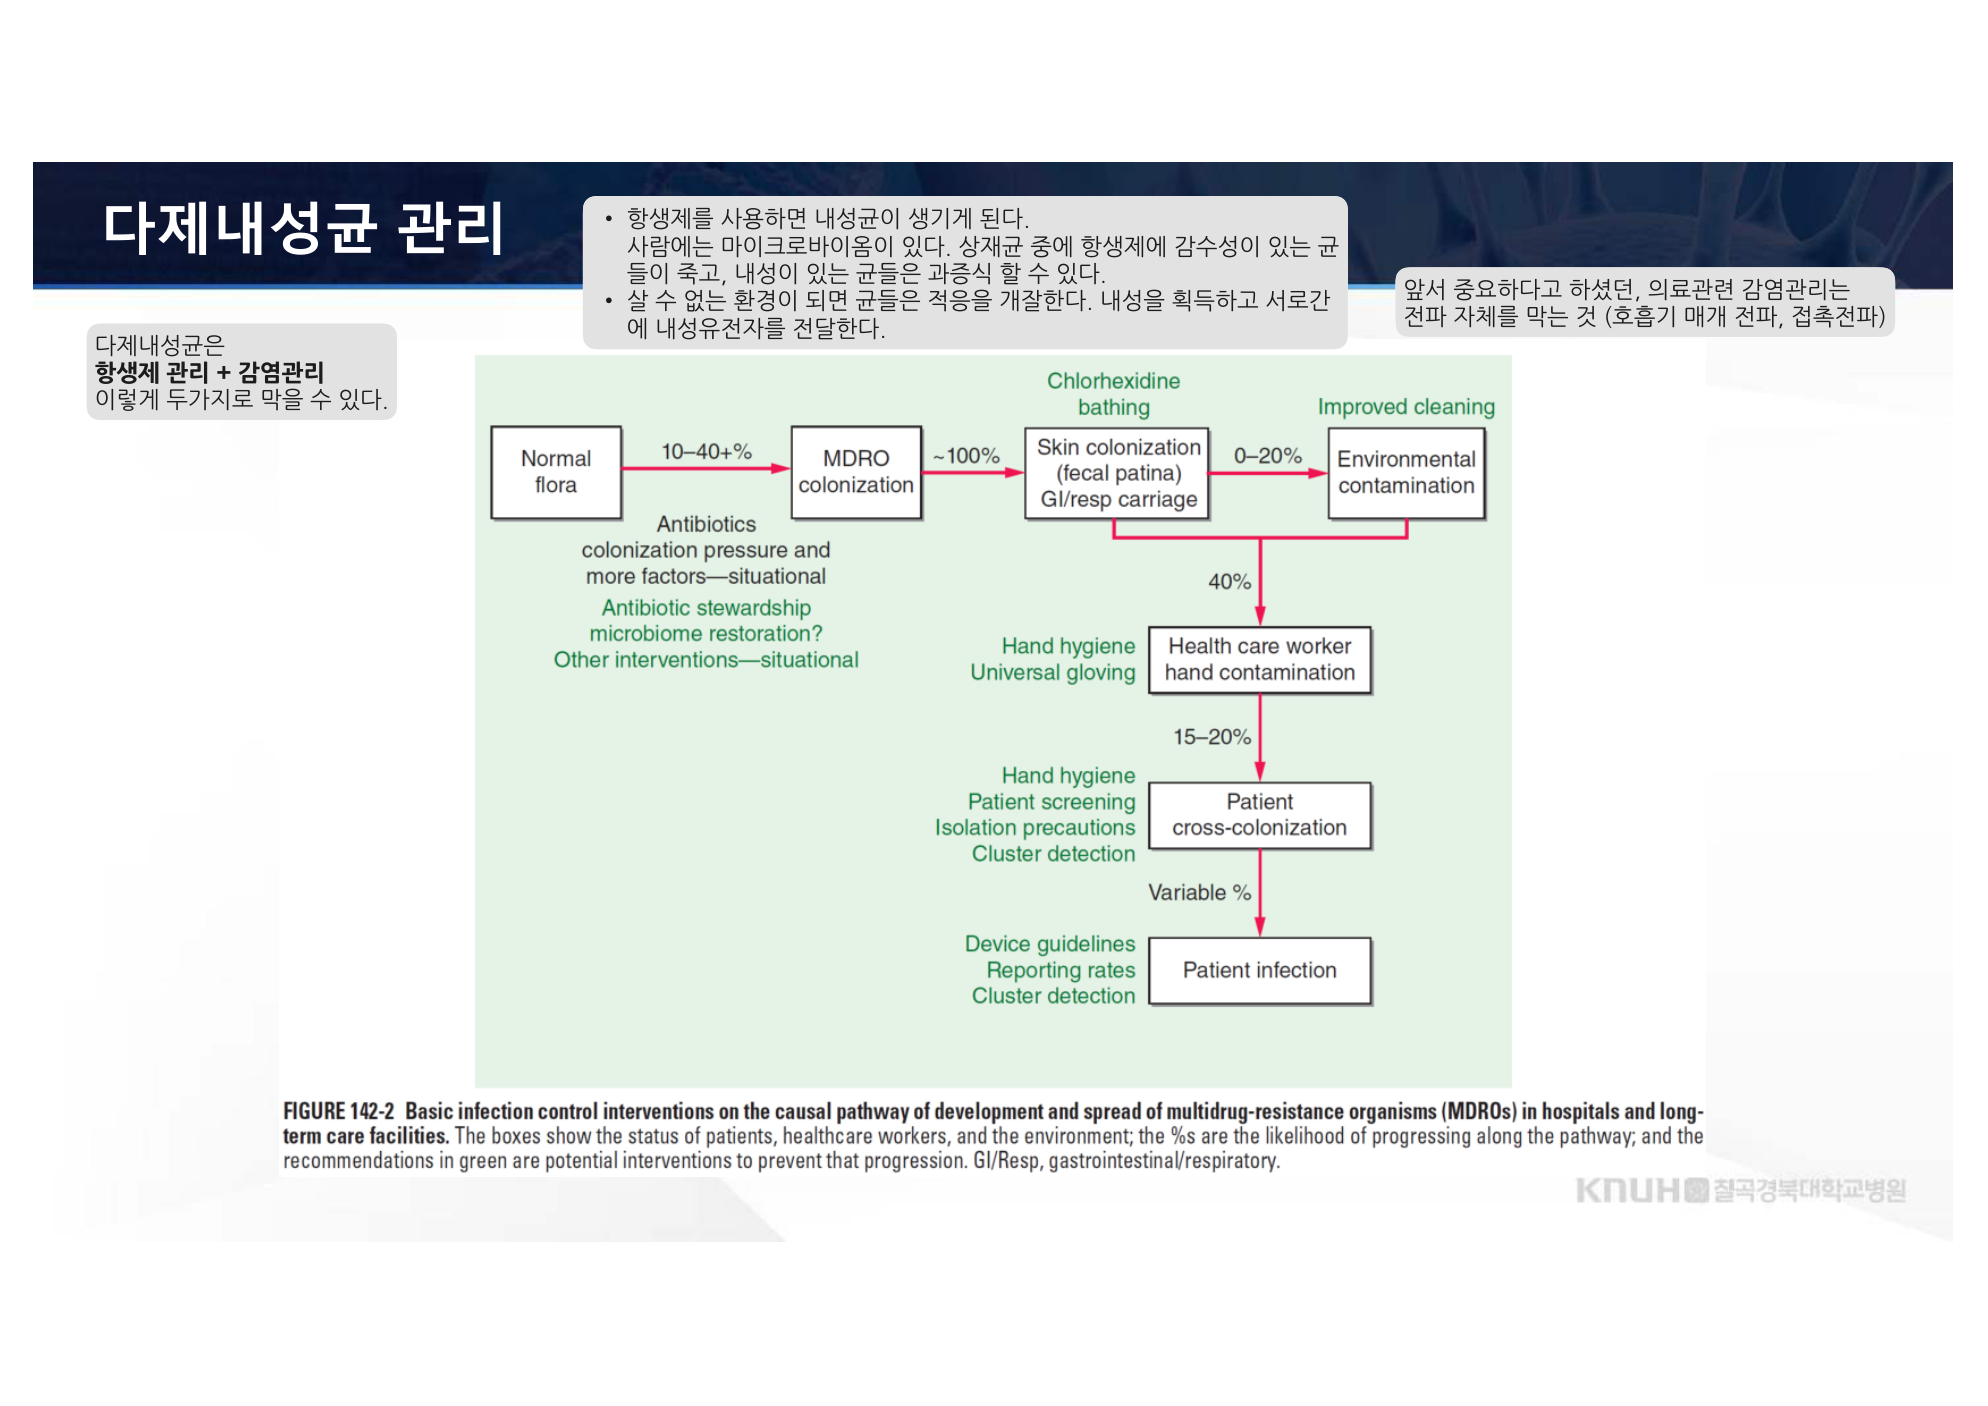 다제내성균 관리
• 항생제를 사용하면 내성균이 생기게 된다.
사람에는 마이크로바이옴이 있다. 상재균 중에 항생제에 감수성이 있는 균
들이 죽고, 내성이 있는 균들은 과증식 할 수 있다.
• 살 수 없는 환경이 되면 균들은 적응을 개잘한다. 내성을 획득하고 서로간
에 내성유전자를 전달한다.
앞서 중요하다고 하셨던, 의료관련 감염관리는
전파 자체를 막는 것 (호흡기 매개 전파, 접촉전파)
다제내성균은
항생제 관리 + 감염관리
이렇게 두가지로 막을 수 있다.
Chlorhexidine
bathing
Improved cleaning
Normal
flora
10–40+%
MDRO
colonization
~100%
Skin colonization
(fecal patina)
GI/resp carriage
0–20%
Environmental
contamination
Antibiotics
colonization pressure and
more factors—situational
Antibiotic stewardship
microbiome restoration?
Other interventions—situational
40%
Hand hygiene
Universal gloving
Health care worker
hand contamination
15–20%
Hand hygiene
Patient screening
Isolation precautions
Cluster detection
Patient
cross-colonization
Variable %
Device guidelines
Reporting rates
Cluster detection
Patient infection
FIGURE 142-2 Basic infection control interventions on the causal pathway of development and spread of multidrug-resistance organisms (MDROs) in hospitals and long-
term care facilities. The boxes show the status of patients, healthcare workers, and the environment; the %s are the likelihood of progressing along the pathway; and the
recommendations in green are potential interventions to prevent that progression. GI/Resp, gastrointestinal/respiratory.
KNUH 칠곡경북대학교병원